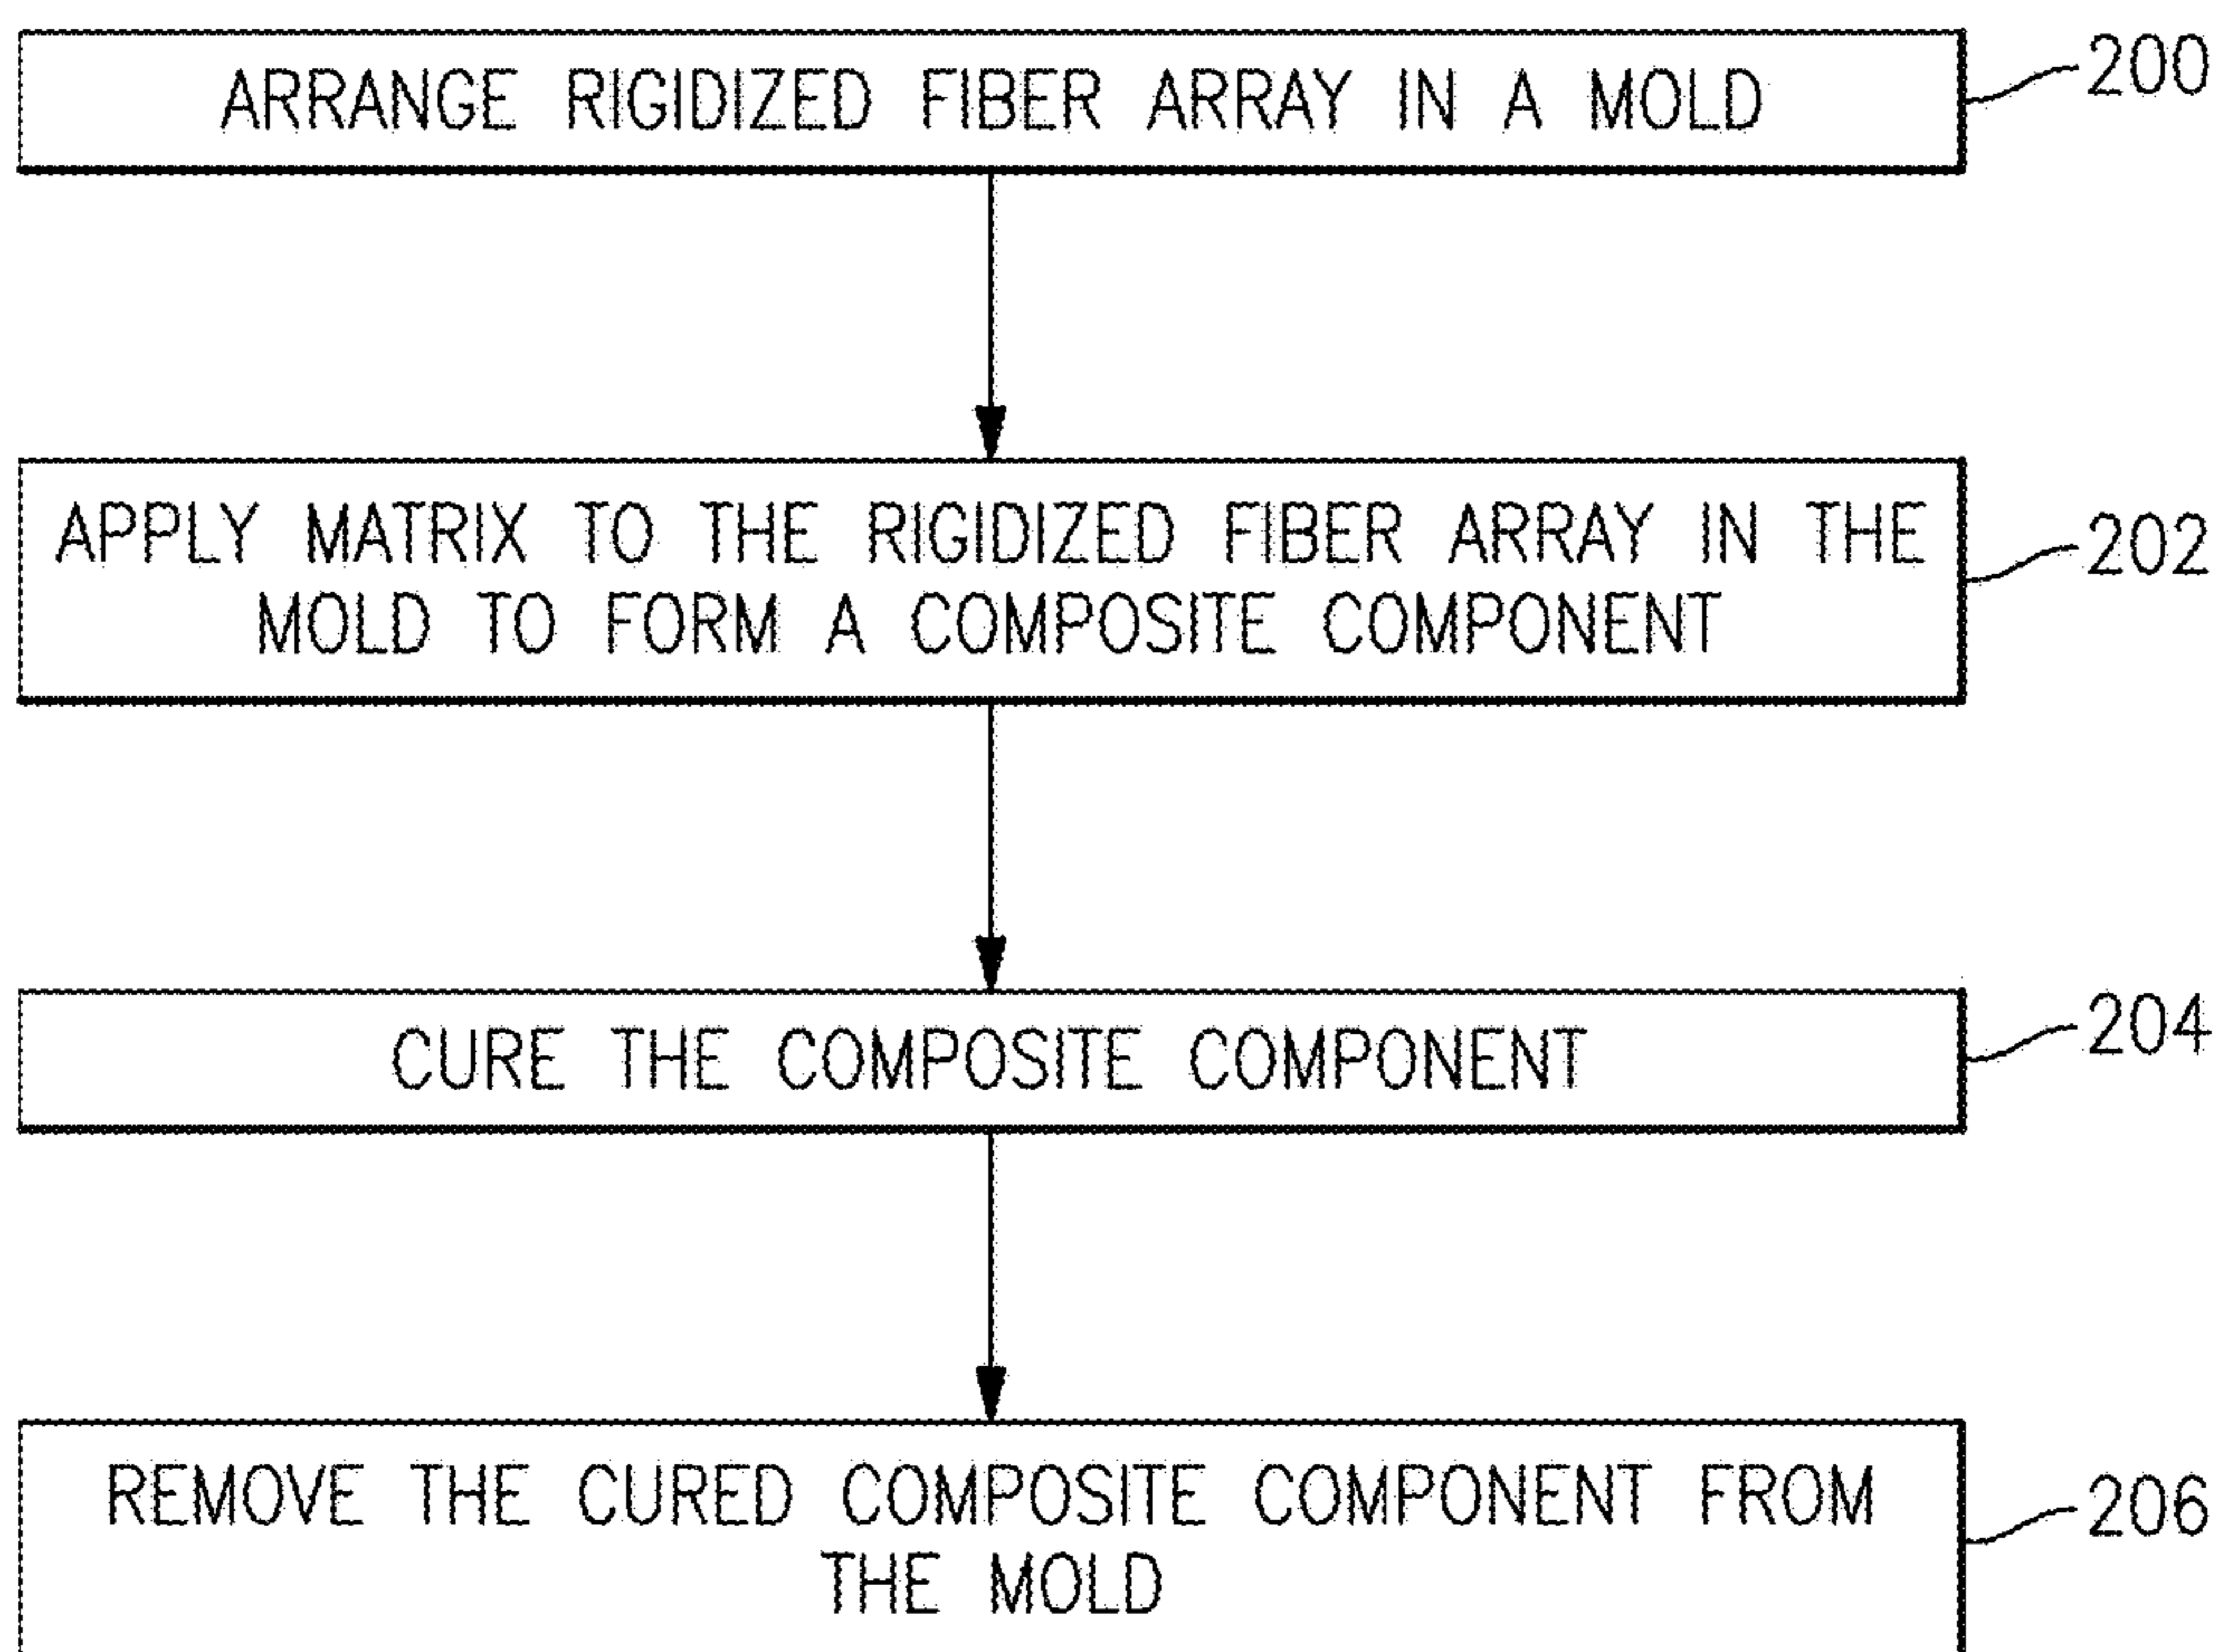 ARRANGE RIGIDIZED FIBER ARRAY IN A MOLD
200
APPLY MATRIX TO THE RIGIDIZED FIBER ARRAY IN THE
MOLD TO FORM A COMPOSITE COMPONENT
202
CURE THE COMPOSITE COMPONENT
204
REMOVE THE CURED COMPOSITE COMPONENT FROM
THE MOLD
206